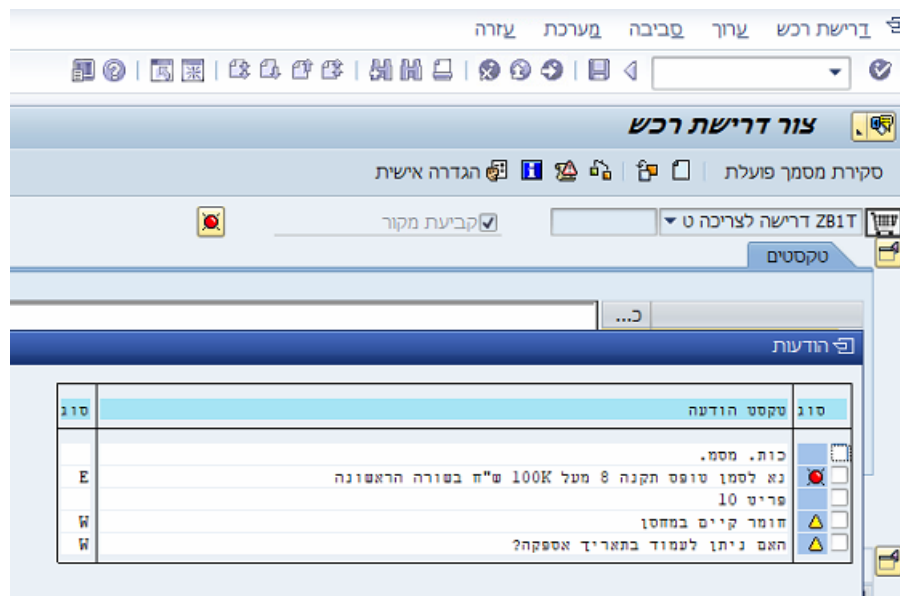 דרישת רכש ערוך סביבה מערכת עזרה
צור דרישת רכש
סקירת מסמך פועלת הגדרה אישית
ZB1T דרישה לצריכה ט קביעת מקור
טקסטים
כ...
הודעות
סוג טקסט הודעה סוג
כות. מסמ.
נא לסמן טופס תקנה 8 מעל 100K ש"ח בשורה הראשונה E
פריט 10
חומר קיים במחסן W
האם ניתן לעמוד בתאריך אספקה? W